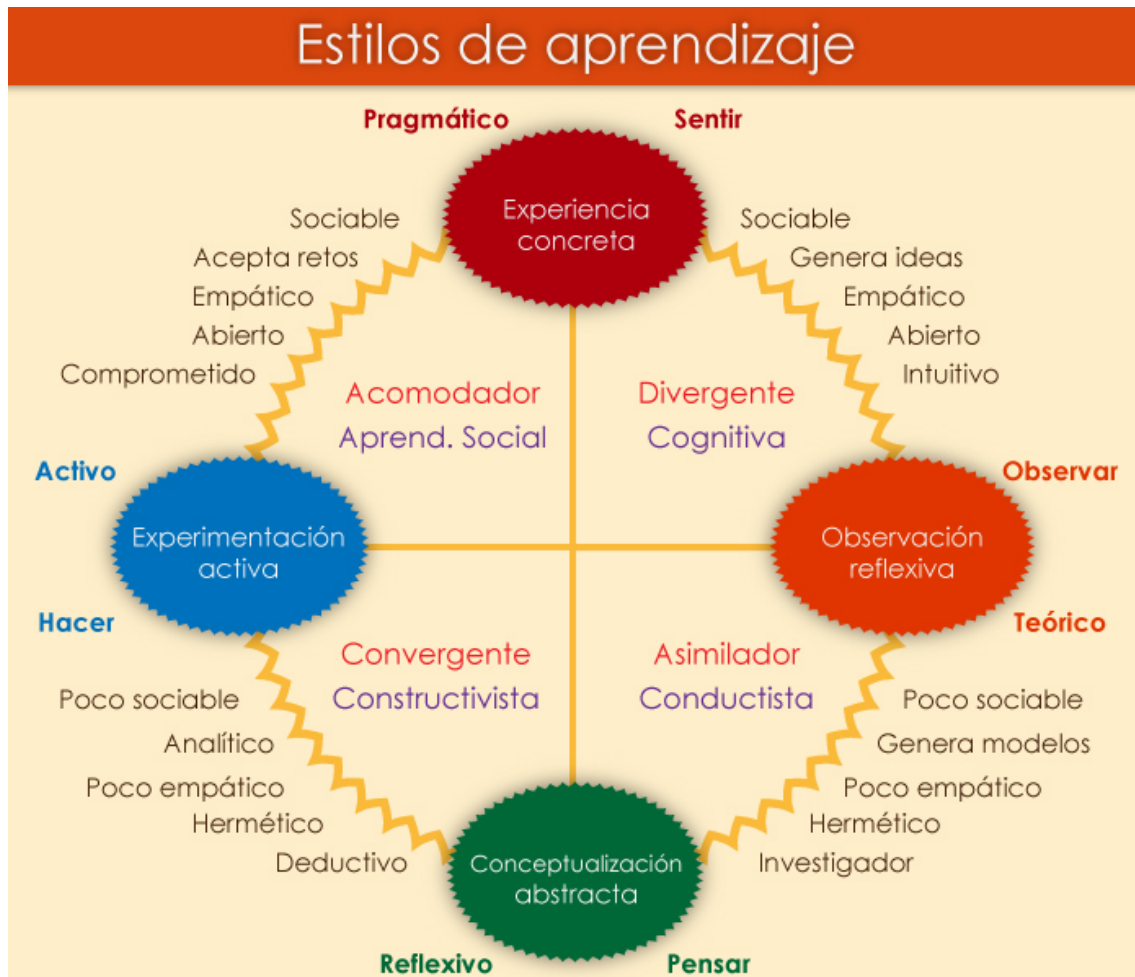 Estilos de aprendizaje
Pragmático
Sentir
Experiencia
concreta
Sociable
Acepta retos
Empático
Abierto
Comprometido
Sociable
Genera ideas
Empático
Abierto
Intuitivo
Acomodador
Aprend. Social
Divergente
Cognitiva
Activo
Experimentación
activa
Hacer
Observar
Observación
reflexiva
Teórico
Convergente
Constructivista
Asimilador
Conductista
Poco sociable
Analítico
Poco empático
Hermético
Deductivo
Poco sociable
Genera modelos
Poco empático
Hermético
Investigador
Conceptualización
abstracta
Reflexivo
Pensar